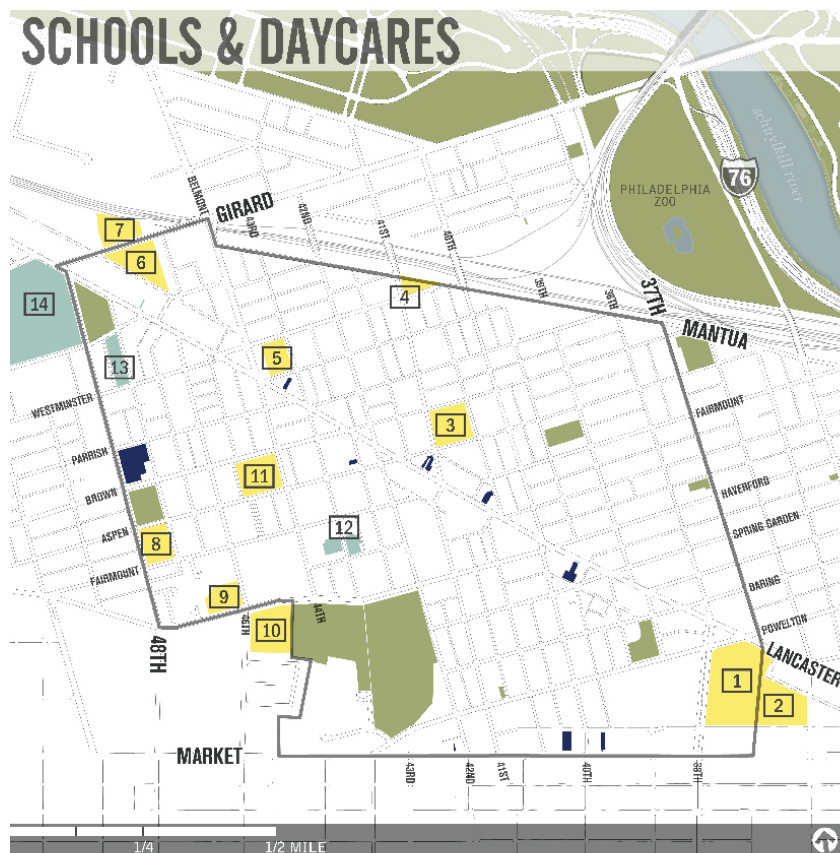 SCHOOLS & DAYCARES
schuylkill river
76
PHILADELPHIA
ZOO
BELMONT
GIRARD
43RD
42ND
41ST
40TH
39TH
38TH
37TH
MANTUA
7
6
14
4
13
5
WESTMINSTER
FAIRMOUNT
3
PARRISH
11
HAVERFORD
BROWN
SPRING GARDEN
ASPEN
8
12
FAIRMOUNT
BARING
9
46TH
10
44TH
POWELTON
LANCASTER
48TH
1
2
MARKET
43RD
42ND
41ST
40TH
38TH
1/4
1/2 MILE